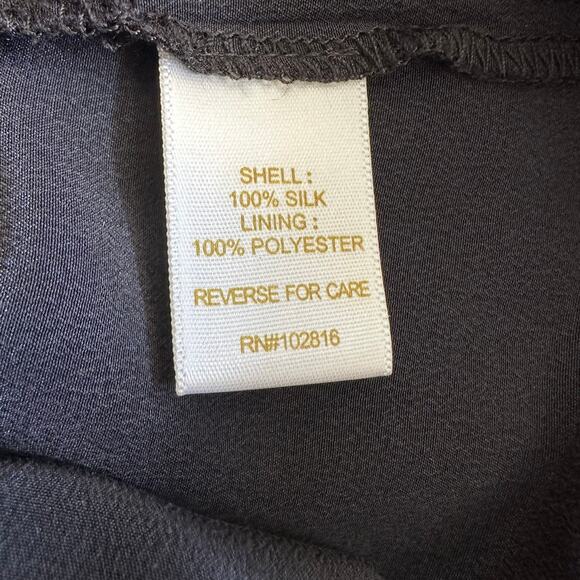 SHELL :
100% SILK
LINING :
100% POLYESTER
REVERSE FOR CARE
RN#102816